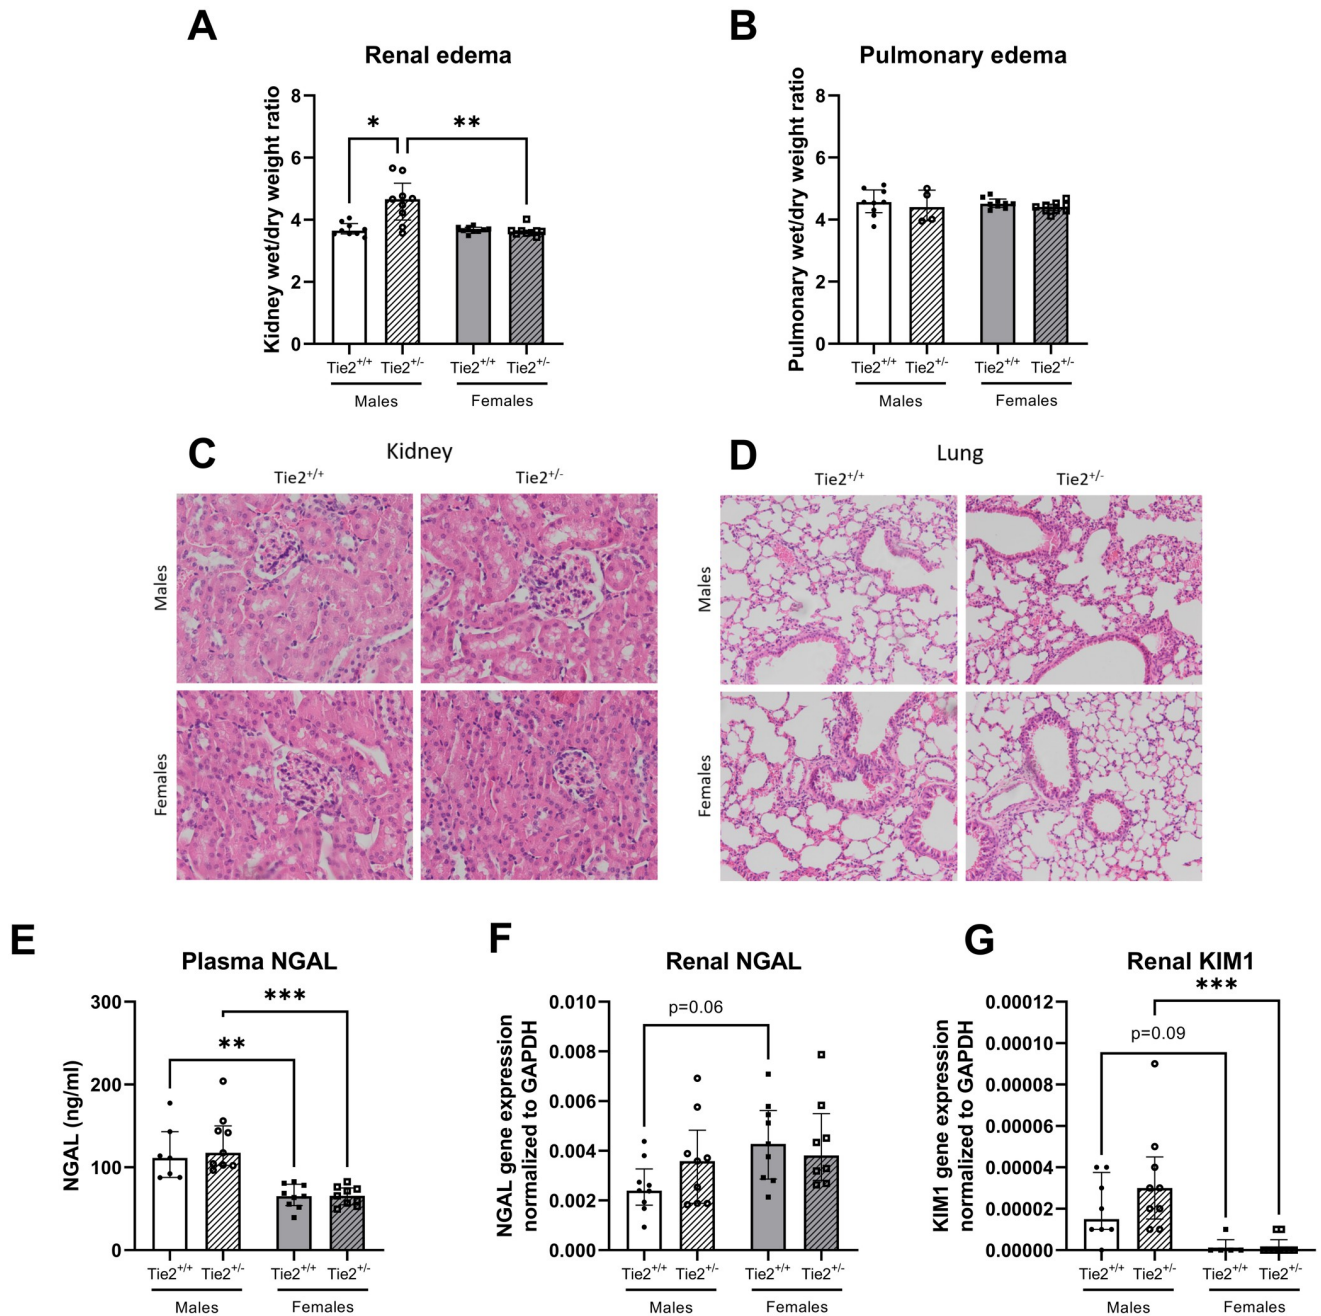 A
Renal edema
Kidney wet/dry weight ratio
8
6
4
2
0
*
**
Tie2+/+
Tie2+/-
Tie2+/+
Tie2+/-
Males
Females
B
Pulmonary edema
Pulmonary wet/dry weight ratio
8
6
4
2
0
Tie2+/+
Tie2+/-
Tie2+/+
Tie2+/-
Males
Females
C
Kidney
Tie2+/+
Tie2+/-
Males
Females
D
Lung
Tie2+/+
Tie2+/-
Males
Females
E
Plasma NGAL
NGAL (ng/ml)
300
200
100
0
**
***
Tie2+/+
Tie2+/-
Tie2+/+
Tie2+/-
Males
Females
F
Renal NGAL
NGAL gene expression
normalized to GAPDH
0.010
0.008
0.006
0.004
0.002
0.000
p=0.06
Tie2+/+
Tie2+/-
Tie2+/+
Tie2+/-
Males
Females
G
Renal KIM1
KIM1 gene expression
normalized to GAPDH
0.00012
0.00010
0.00008
0.00006
0.00004
0.00002
0.00000
***
p=0.09
Tie2+/+
Tie2+/-
Tie2+/+
Tie2+/-
Males
Females